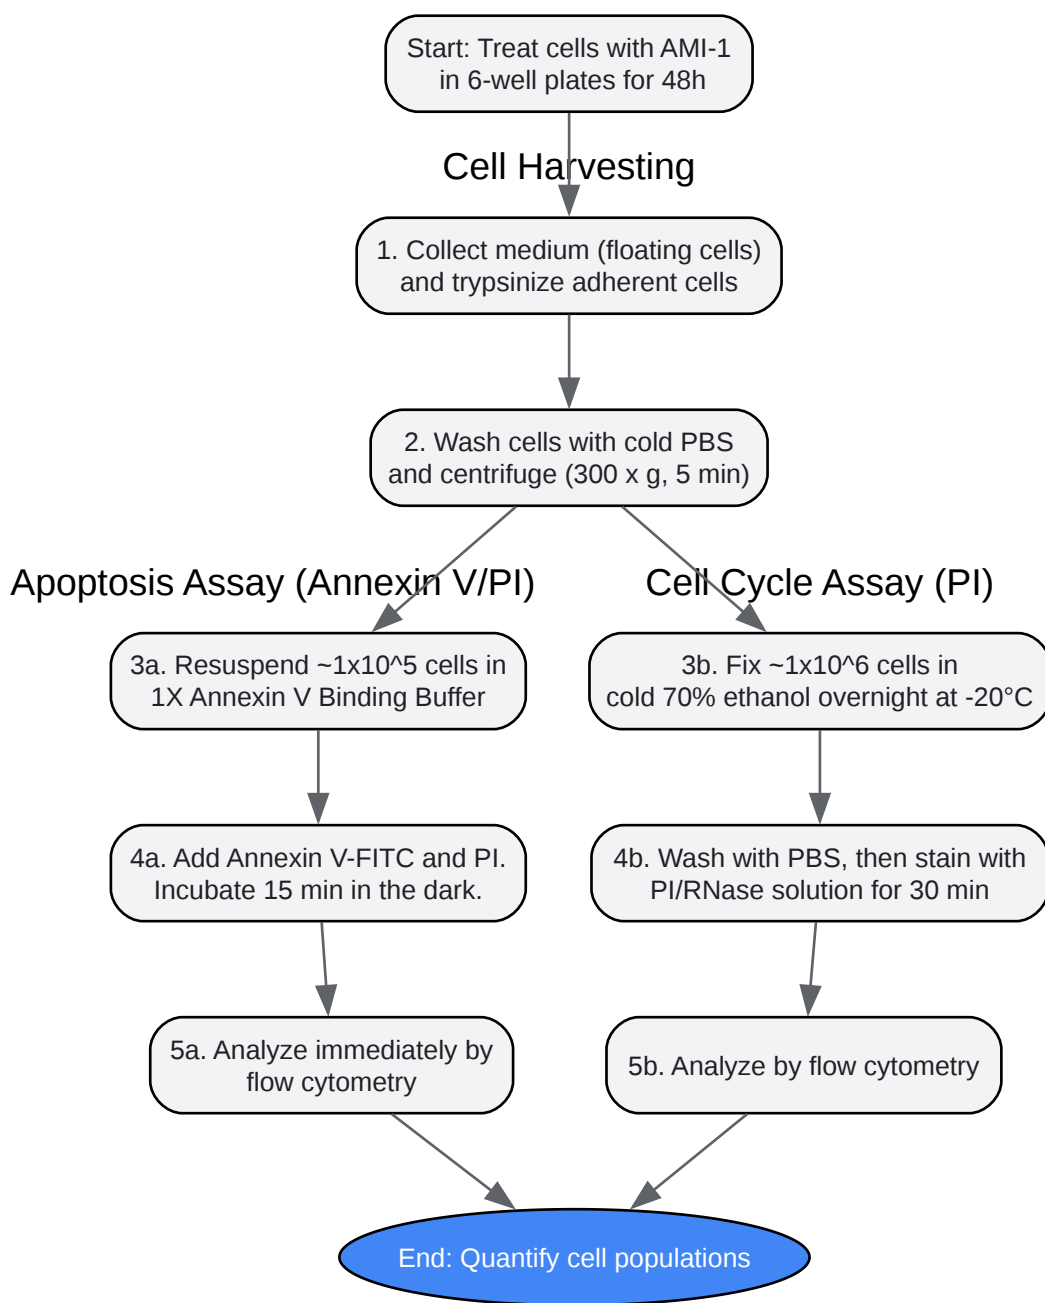 Start: Treat cells with AMI-1
in 6-well plates for 48h
Cell Harvesting
1. Collect medium (floating cells)
and trypsinize adherent cells
2. Wash cells with cold PBS
and centrifuge (300 x g, 5 min)
Apoptosis Assay (Annexin V/PI)
3a. Resuspend ~1x10^5 cells in
1X Annexin V Binding Buffer
4a. Add Annexin V-FITC and PI.
Incubate 15 min in the dark.
5a. Analyze immediately by
flow cytometry
Cell Cycle Assay (PI)
3b. Fix ~1x10^6 cells in
cold 70% ethanol overnight at -20°C
4b. Wash with PBS, then stain with
PI/RNase solution for 30 min
5b. Analyze by flow cytometry
End: Quantify cell populations